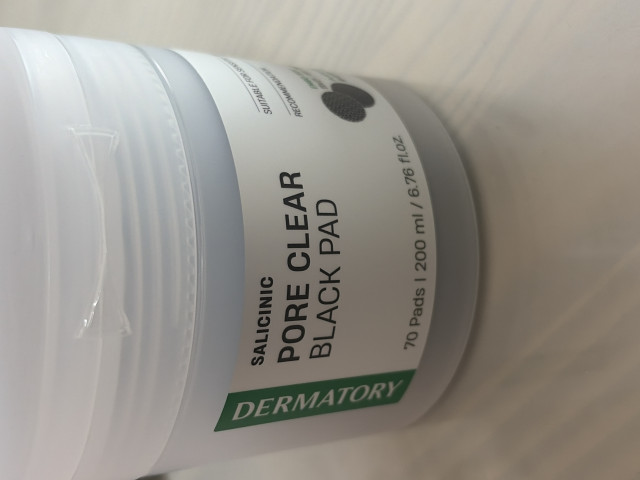 DERMATORY
SALICINIC
PORE CLEAR
BLACK PAD
70 Pads | 200 ml / 6.76 fl.oz.